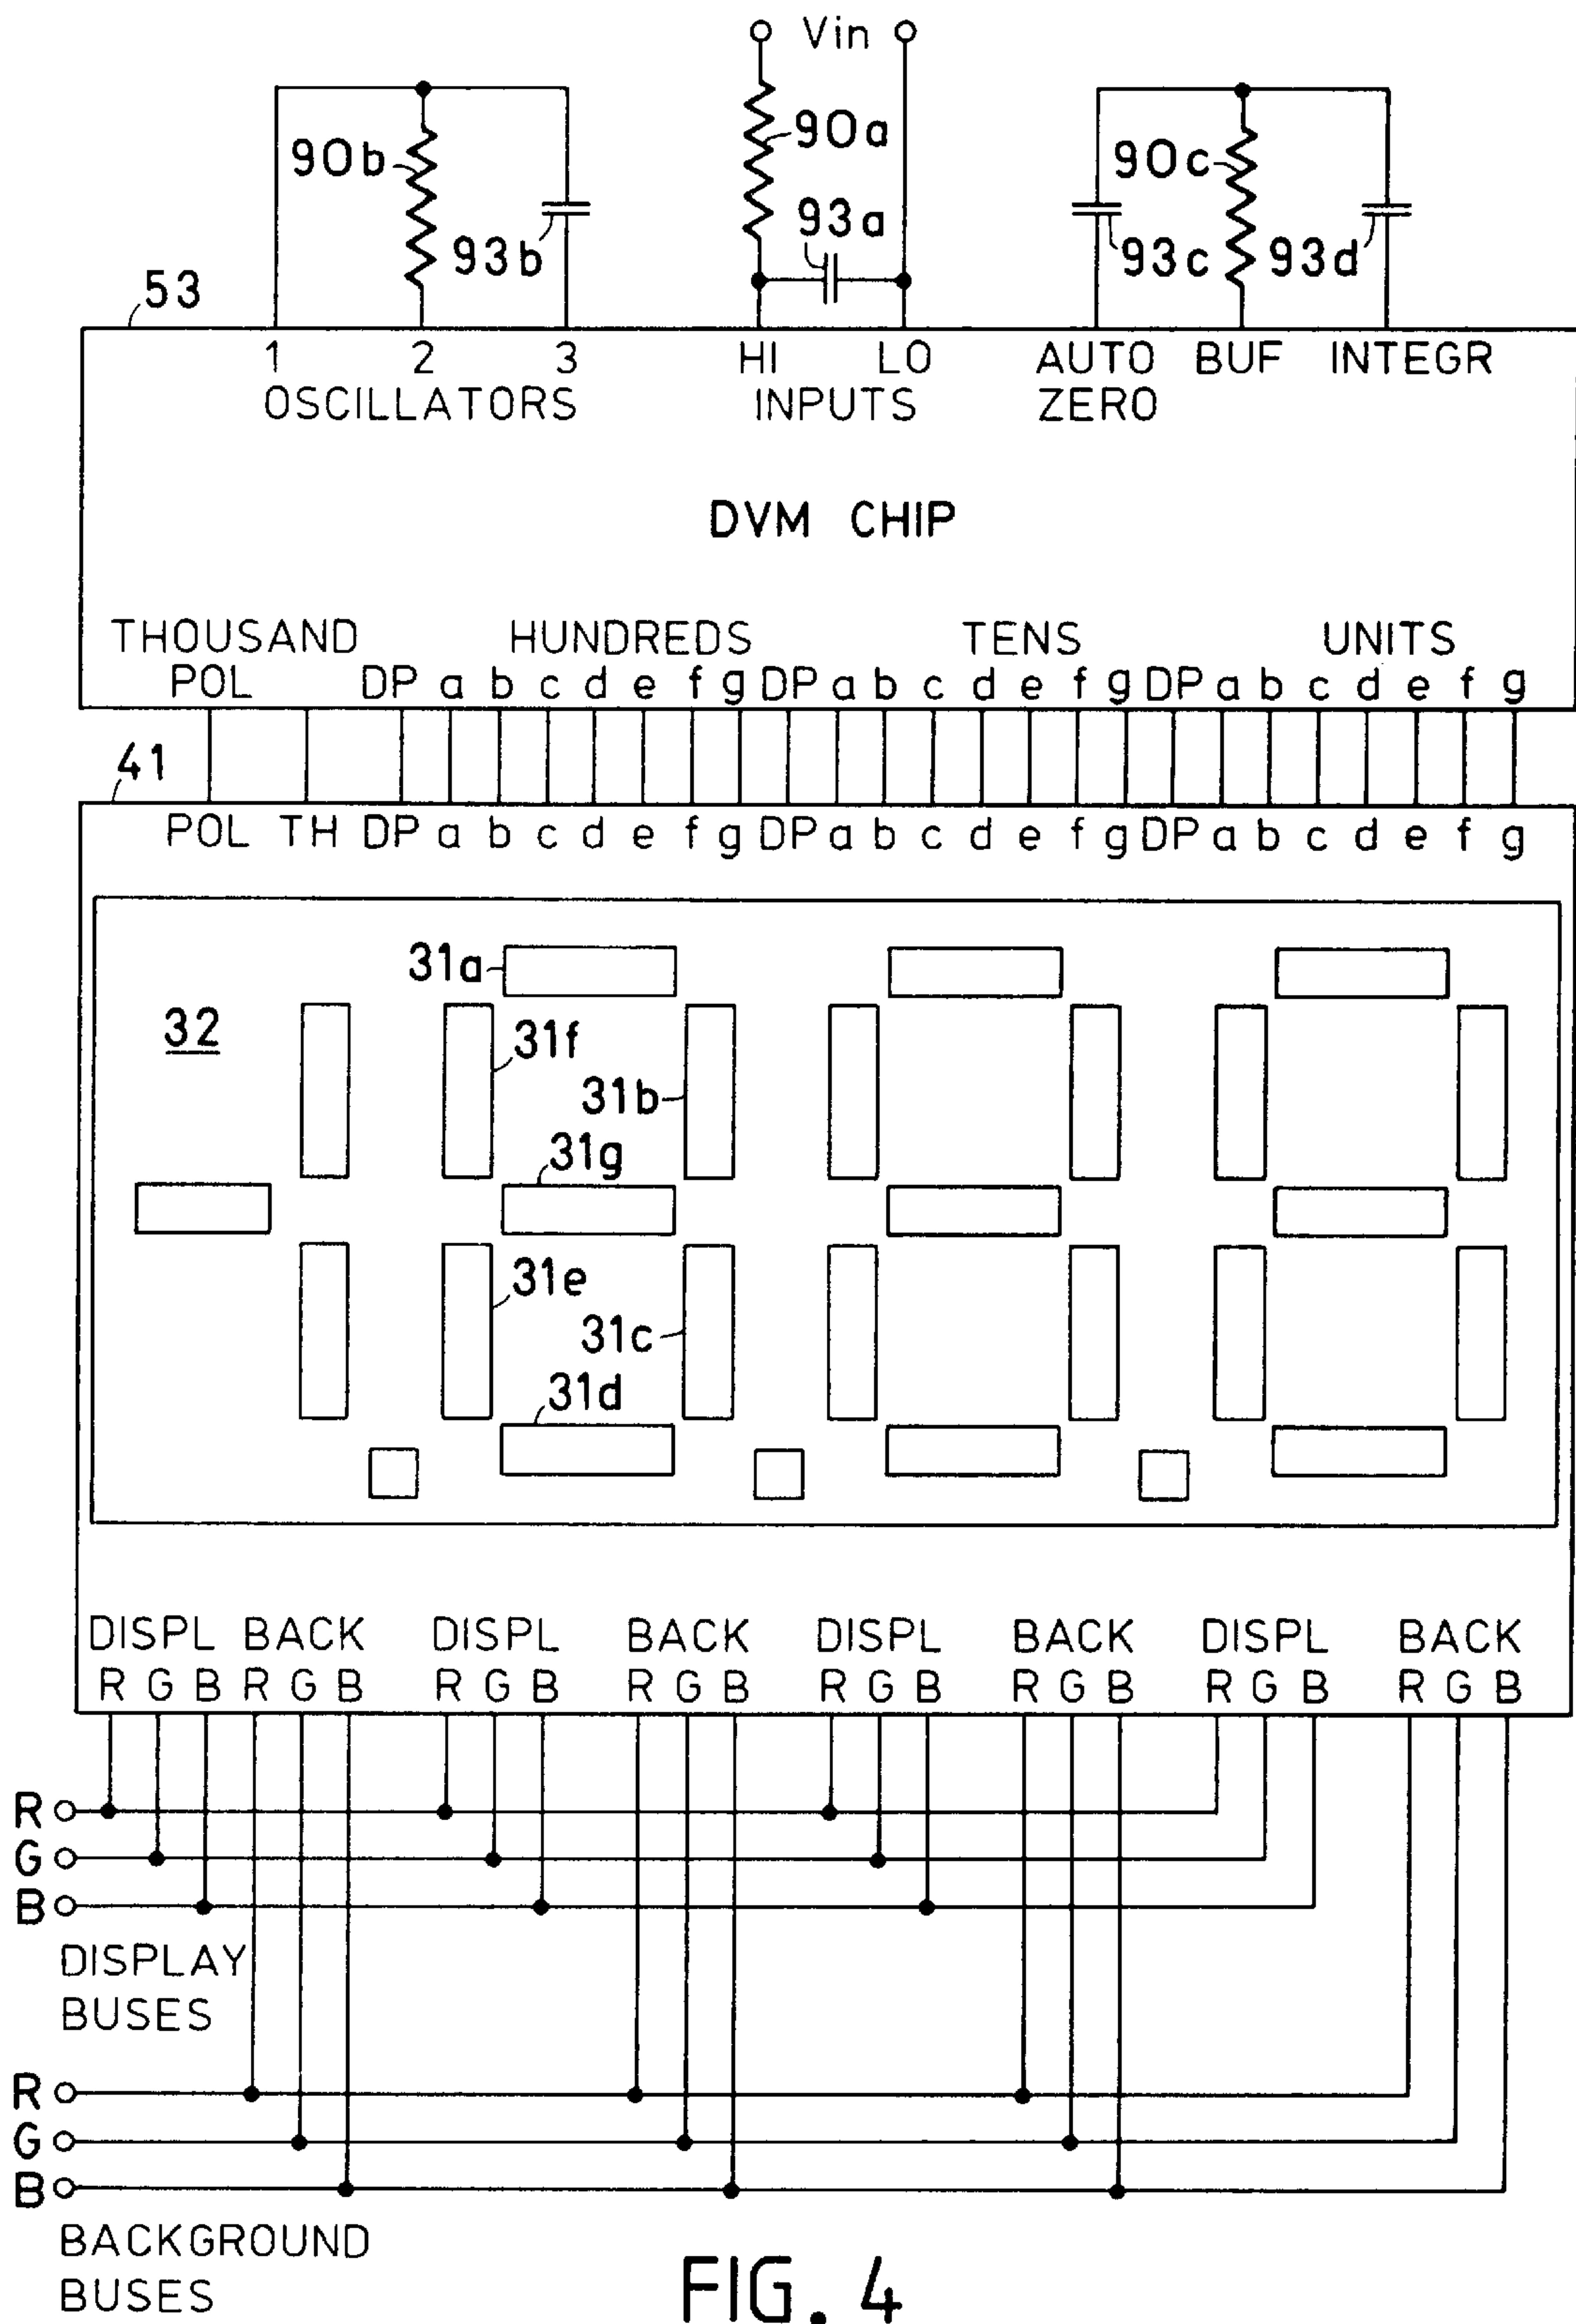 Vin
90b
90a
90c
93b
93a
93c
93d
53
1 2 3 HI LO AUTO BUF INTEGR
OSCILLATORS INPUTS ZERO
DVM CHIP
THOUSAND HUNDREDS TENS UNITS
POL DP a b c d e f g DP a b c d e f g DP a b c d e f g
41
POL TH DP a b c d e f g DP a b c d e f g DP a b c d e f g
31a
32
31f
31b
31g
31e
31c
31d
DISPL BACK DISPL BACK DISPL BACK DISPL BACK
R G B R G B R G B R G B R G B R G B R G B R G B
R
G
B
DISPLAY
BUSES
R
G
B
BACKGROUND
BUSES
FIG. 4